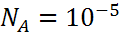 N_A = 10^{-5}